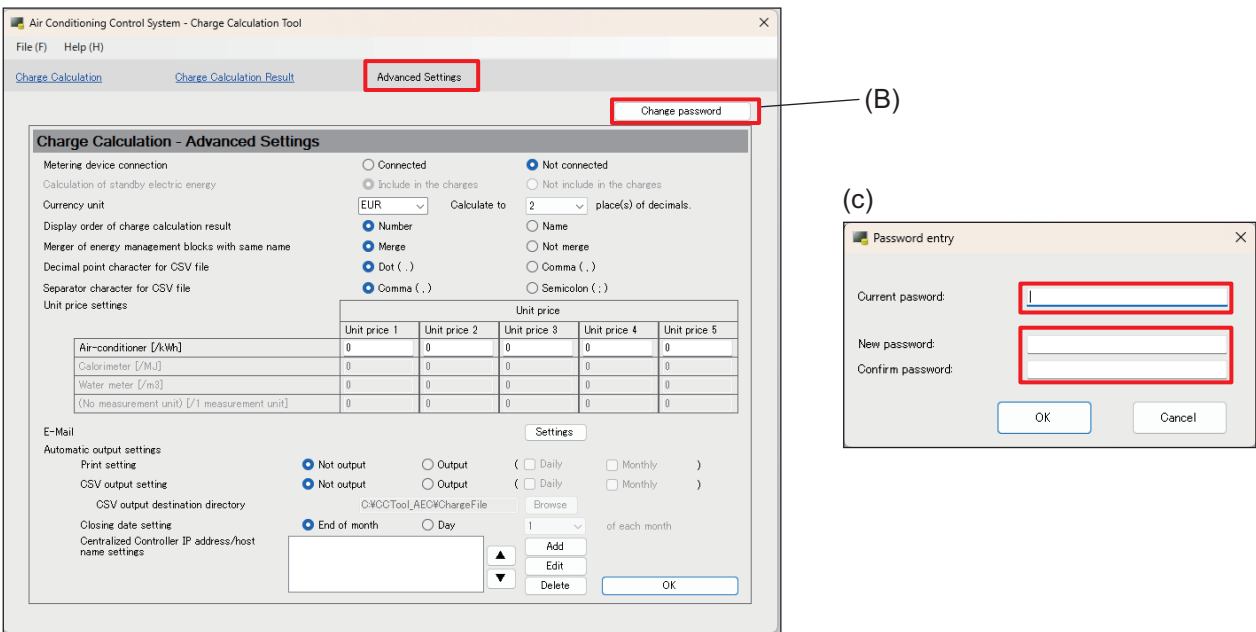 Air Conditioning Control System - Charge Calculation Tool
File (F) Help (H)
Charge Calculation Charge Calculation Result Advanced Settings
Change password
(B)
Charge Calculation - Advanced Settings
Metering device connection Connected Not connected
Calculation of standby electric energy Include in the charges Not include in the charges
Currency unit EUR Calculate to 2 place(s) of decimals.
Display order of charge calculation result Number Name
Merger of energy management blocks with same name Merge Not merge
Decimal point character for CSV file Dot ( . ) Comma ( , )
Separator character for CSV file Comma ( , ) Semicolon ( ; )
Unit price settings
Unit price
Unit price 1 Unit price 2 Unit price 3 Unit price 4 Unit price 5
Air-conditioner [/kWh] 0 0 0 0 0
Calorimeter [/MJ] 0 0 0 0 0
Water meter [/m3] 0 0 0 0 0
(No measurement unit) [/1 measurement unit] 0 0 0 0 0
E-Mail Settings
Automatic output settings
Print setting Not output Output ( Daily Monthly )
CSV output setting Not output Output ( Daily Monthly )
CSV output destination directory C:¥CCTool_AEC¥ChargeFile Browse
Closing date setting End of month Day 1 of each month
Centralized Controller IP address/host
name settings
▲
▼
Add
Edit
Delete
OK
(c)
Password entry
Current pasword:
New password:
Confirm password:
OK Cancel